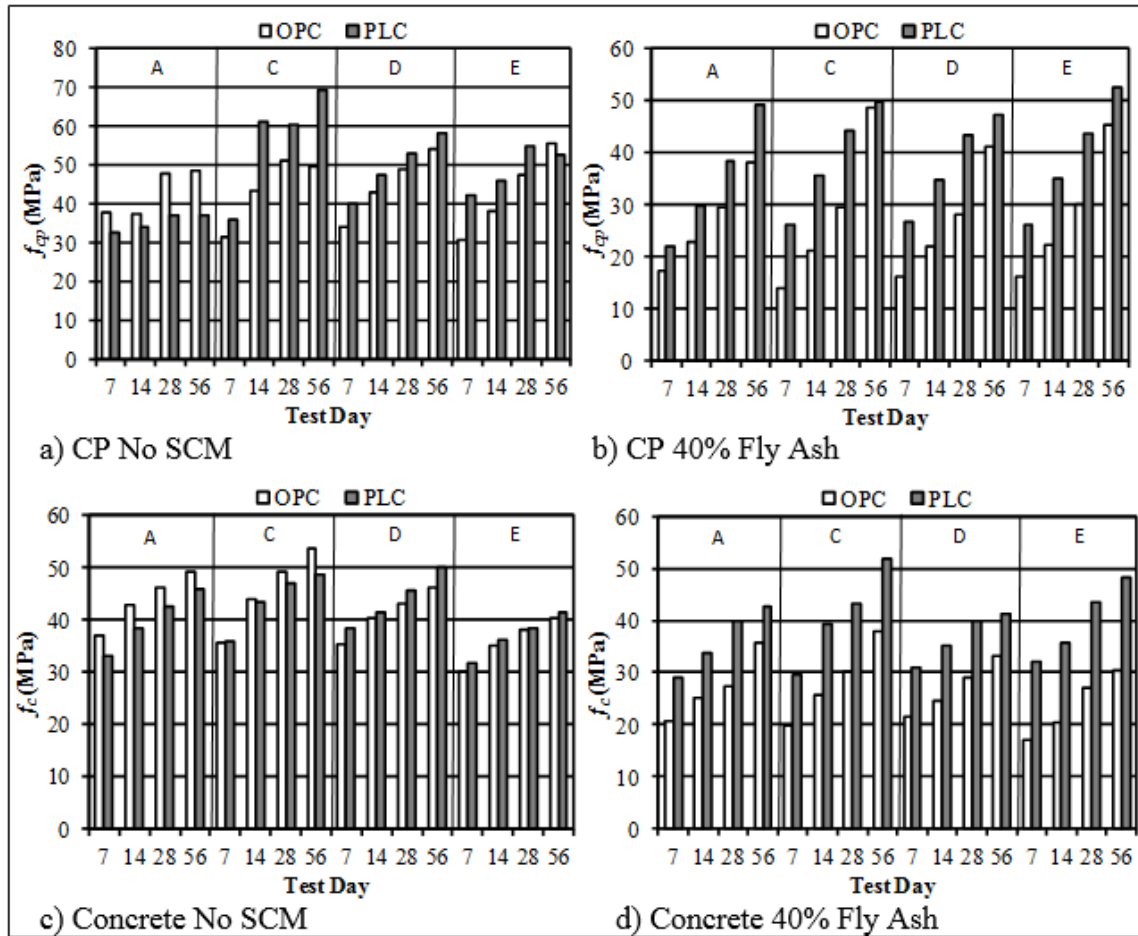 OPC PLC
80
70
60
50
40
30
20
10
0
f_cp (MPa)
A C D E
7 14 28 56 7 14 28 56 7 14 28 56 7 14 28 56
Test Day
a) CP No SCM
OPC PLC
60
50
40
30
20
10
0
f_cp (MPa)
A C D E
7 14 28 56 7 14 28 56 7 14 28 56 7 14 28 56
Test Day
b) CP 40% Fly Ash
OPC PLC
60
50
40
30
20
10
0
f_c (MPa)
A C D E
7 14 28 56 7 14 28 56 7 14 28 56 7 14 28 56
Test Day
c) Concrete No SCM
OPC PLC
60
50
40
30
20
10
0
f_c (MPa)
A C D E
7 14 28 56 7 14 28 56 7 14 28 56 7 14 28 56
Test Day
d) Concrete 40% Fly Ash